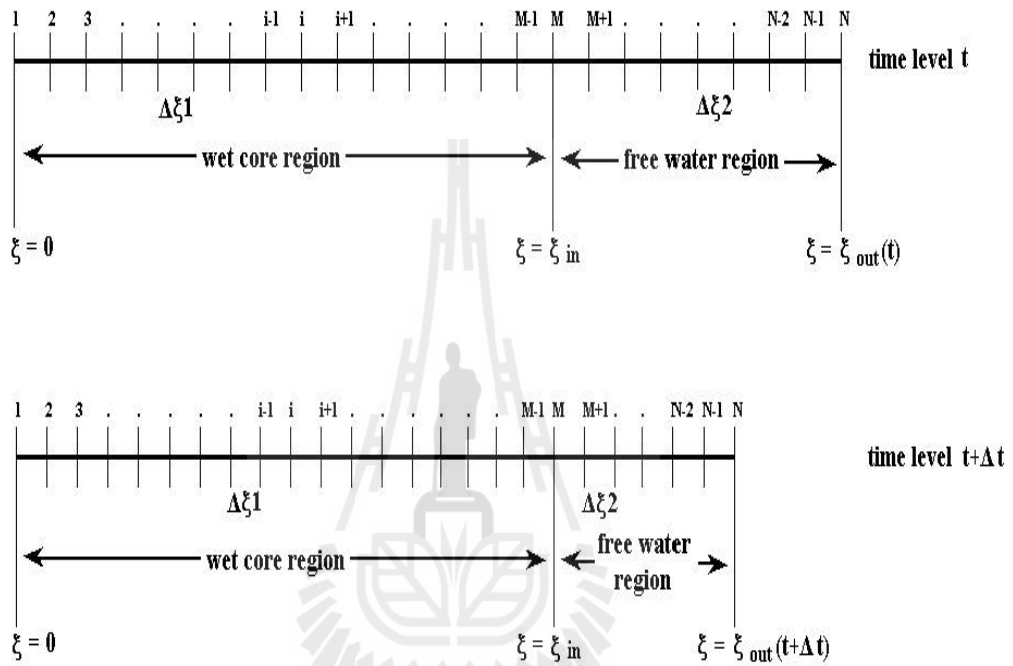 1 2 3 . . . . i-1 i i+1 . . . . M-1 M M+1 . . . . N-2 N-1 N
time level t
Δξ1 Δξ2
wet core region free water region
ξ = 0 ξ = ξ in ξ = ξ out (t)
1 2 3 . . . . . i-1 i i+1 . . . . . . M-1 M M+1 . . N-2 N-1 N
time level t+Δt
Δξ1 Δξ2
wet core region free water
region
ξ = 0 ξ = ξ in ξ = ξ out (t+Δt)